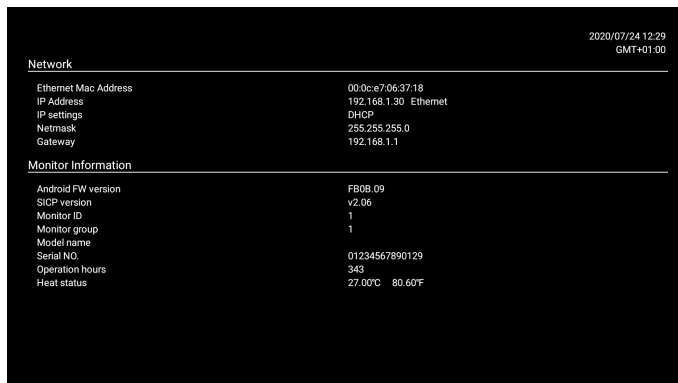 2020/07/24 12:29
GMT+01:00
Network
Ethernet Mac Address 00:0c:e7:06:37:18
IP Address 192.168.1.30 Ethernet
IP settings DHCP
Netmask 255.255.255.0
Gateway 192.168.1.1
Monitor Information
Android FW version FB0B.09
SICP version v2.06
Monitor ID 1
Monitor group 1
Model name
Serial NO. 01234567890129
Operation hours 343
Heat status 27.00℃ 80.60℉